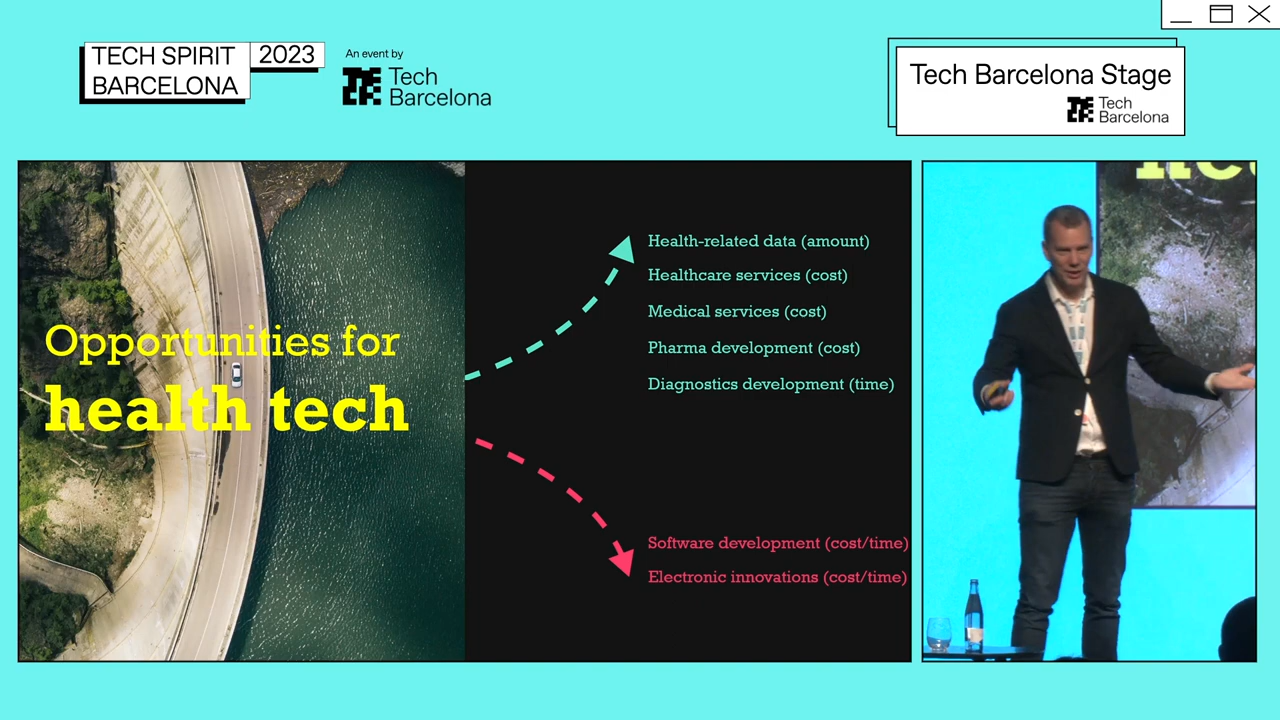 TECH SPIRIT
BARCELONA
2023
An event by
Tech
Barcelona
Tech Barcelona Stage
Tech
Barcelona
Opportunities for
health tech
Health-related data (amount)
Healthcare services (cost)
Medical services (cost)
Pharma development (cost)
Diagnostics development (time)
Software development (cost/time)
Electronic innovations (cost/time)